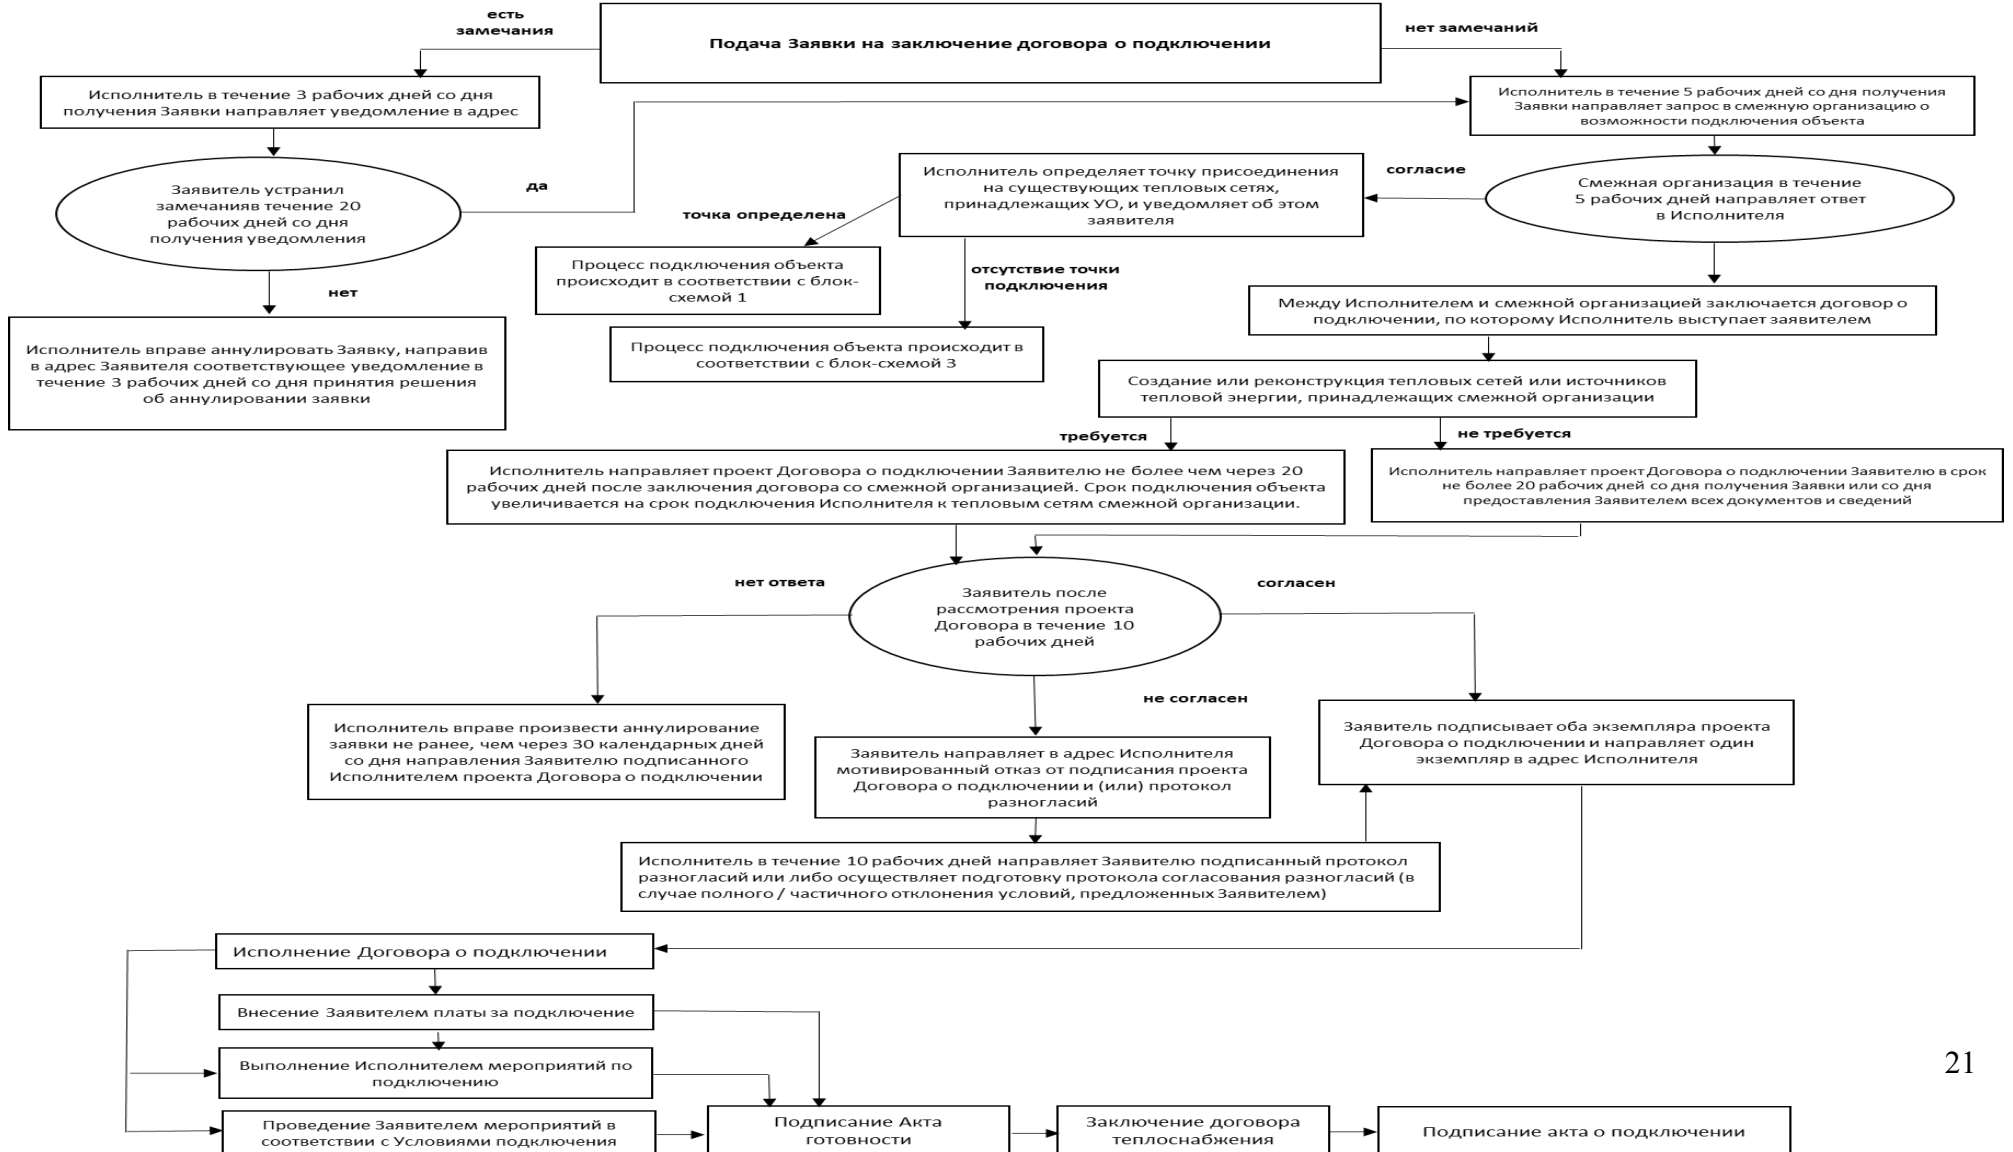 есть
замечания
Подача Заявки на заключение договора о подключении
нет замечаний
Исполнитель в течение 3 рабочих дней со дня
получения Заявки направляет уведомление в адрес
Исполнитель в течение 5 рабочих дней со дня получения
Заявки направляет запрос в смежную организацию о
возможности подключения объекта
Заявитель устранил
замечанияв течение 20
рабочих дней со дня
получения уведомления
да
Исполнитель определяет точку присоединения
на существующих тепловых сетях,
принадлежащих УО, и уведомляет об этом
заявителя
согласие
Смежная организация в течение
5 рабочих дней направляет ответ
в Исполнителя
точка определена
Процесс подключения объекта
происходит в соответствии с блок-
схемой 1
отсутствие точки
подключения
нет
Между Исполнителем и смежной организацией заключается договор о
подключении, по которому Исполнитель выступает заявителем
Исполнитель вправе аннулировать Заявку, направив
в адрес Заявителя соответствующее уведомление в
течение 3 рабочих дней со дня принятия решения
об аннулировании заявки
Процесс подключения объекта происходит в
соответствии с блок-схемой 3
Создание или реконструкция тепловых сетей или источников
тепловой энергии, принадлежащих смежной организации
требуется
не требуется
Исполнитель направляет проект Договора о подключении Заявителю не более чем через 20
рабочих дней после заключения договора со смежной организацией. Срок подключения объекта
увеличивается на срок подключения Исполнителя к тепловым сетям смежной организации.
Исполнитель направляет проект Договора о подключении Заявителю в срок
не более 20 рабочих дней со дня получения Заявки или со дня
предоставления Заявителем всех документов и сведений
нет ответа
Заявитель после
рассмотрения проекта
Договора в течение 10
рабочих дней
согласен
не согласен
Исполнитель вправе произвести аннулирование
заявки не ранее, чем через 30 календарных дней
со дня направления Заявителю подписанного
Исполнителем проекта Договора о подключении
Заявитель направляет в адрес Исполнителя
мотивированный отказ от подписания проекта
Договора о подключении и (или) протокол
разногласий
Заявитель подписывает оба экземпляра проекта
Договора о подключении и направляет один
экземпляр в адрес Исполнителя
Исполнитель в течение 10 рабочих дней направляет Заявителю подписанный протокол
разногласий или либо осуществляет подготовку протокола согласования разногласий (в
случае полного / частичного отклонения условий, предложенных Заявителем)
Исполнение Договора о подключении
Внесение Заявителем платы за подключение
Выполнение Исполнителем мероприятий по
подключению
21
Проведение Заявителем мероприятий в
соответствии с Условиями подключения
Подписание Акта
готовности
Заключение договора
теплоснабжения
Подписание акта о подключении